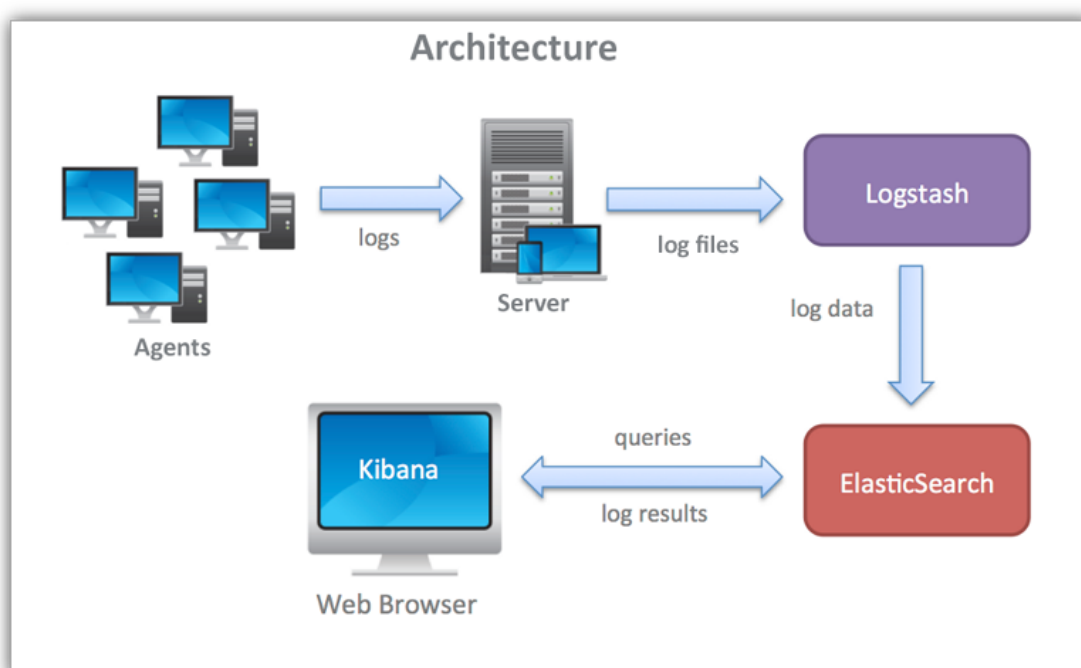 Architecture
logs
Server
log files
Logstash
Agents
log data
Kibana
Web Browser
queries
log results
ElasticSearch